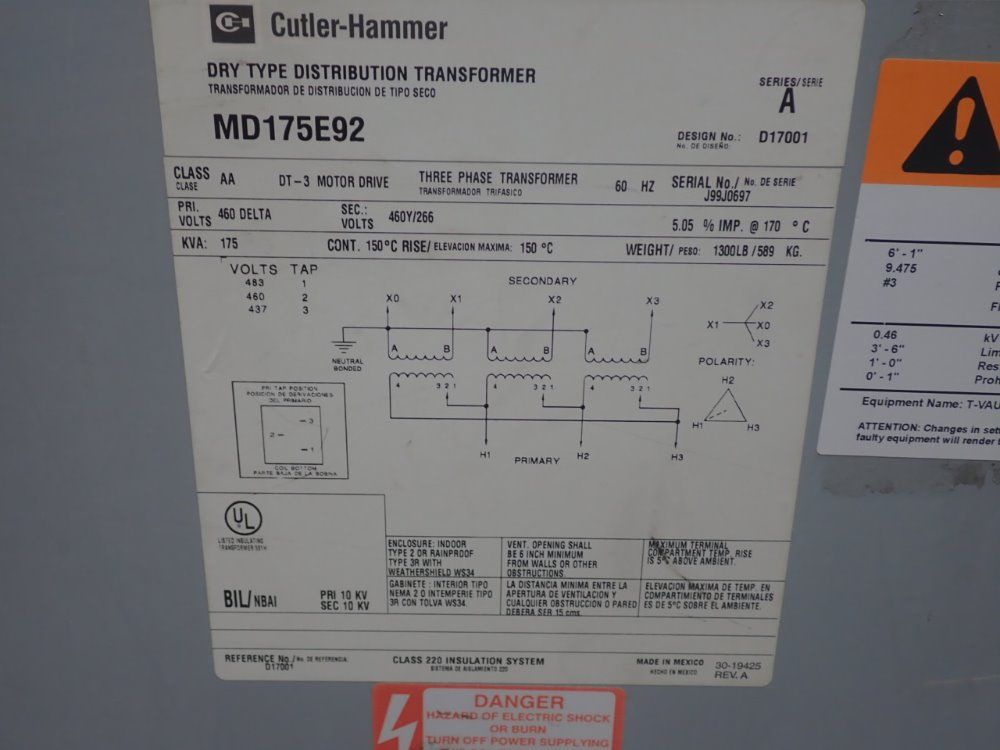 Cutler-Hammer
DRY TYPE DISTRIBUTION TRANSFORMER
TRANSFORMADOR DE DISTRIBUCION DE TIPO SECO
SERIES/SERIE
A
MD175E92
DESIGN No.: D17001
No. DE DISEÑO:
CLASS AA DT-3 MOTOR DRIVE THREE PHASE TRANSFORMER 60 HZ SERIAL No./ No. DE SERIE
CLASE TRANSFORMADOR TRIFASICO J99J0697
PRI. VOLTS 460 DELTA SEC.: VOLTS 460Y/266 5.05 % IMP. @ 170 °C
KVA: 175 CONT. 150°C RISE/ ELEVACION MAXIMA: 150 °C WEIGHT/ PESO: 1300LB /589 KG.
VOLTS TAP
483 1
460 2
437 3
SECONDARY
X0 X1 X2 X3
A B A B A B
NEUTRAL
BONDED
4 3 2 1 4 3 2 1 4 3 2 1
H1 H2 H3
PRIMARY
X2
X1 X0
X3
POLARITY:
H2
H1 H3
PRI TAP POSITION
POSICION DE DERIVACIONES
DEL PRIMARIO
3
2
1
COIL BOTTOM
PARTE BAJA DE LA BOBINA
UL
LISTED INSULATING
TRANSFORMER 591H
BIL/ NBAI PRI 10 KV
SEC 10 KV
ENCLOSURE: INDOOR
TYPE 2 OR RAINPROOF
TYPE 3R WITH
WEATHERSHIELD WS34
GABINETE : INTERIOR TIPO
NEMA 2 O INTEMPERIE TIPO
3R CON TOLVA WS34.
VENT. OPENING SHALL
BE 6 INCH MINIMUM
FROM WALLS OR OTHER
OBSTRUCTIONS.
LA DISTANCIA MINIMA ENTRE LA
APERTURA DE VENTILACION Y
CUALQUIER OBSTRUCCION O PARED
DEBERA SER 15 cms.
MAXIMUM TERMINAL
COMPARTMENT TEMP. RISE
IS 5°C ABOVE AMBIENT.
ELEVACION MAXIMA DE TEMP. EN
COMPARTIMIENTO DE TERMINALES
ES DE 5°C SOBRE EL AMBIENTE.
REFERENCE No./ No. DE REFERENCIA
D17001
CLASS 220 INSULATION SYSTEM
SISTEMA DE AISLAMIENTO 220
MADE IN MEXICO
HECHO EN MEXICO
30-19425
REV. A
DANGER
HAZARD OF ELECTRIC SHOCK
OR BURN
TURN OFF POWER SUPPLYING
6' - 1"
9.475
#3
0.46 kV
3' - 6"
1' - 0" Res
0' - 1" Proh
Equipment Name: T-VAU
ATTENTION: Changes in
faulty equipment will render